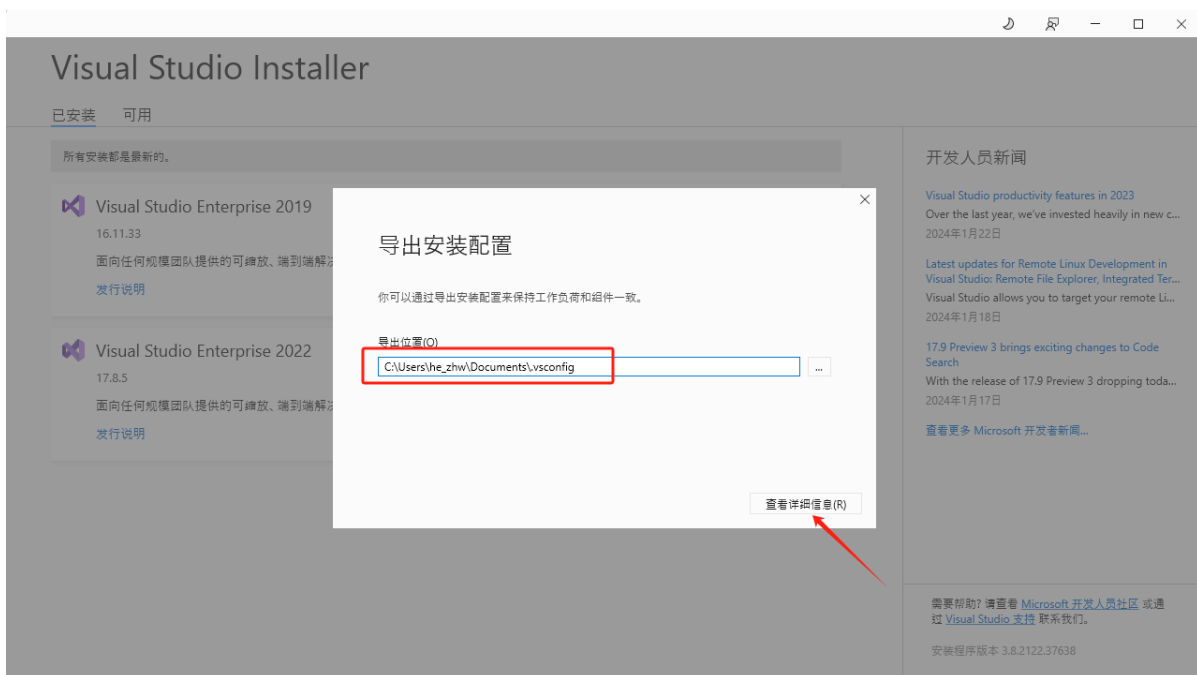 Visual Studio Installer
已安装 可用
所有安装都是最新的。
Visual Studio Enterprise 2019
16.11.33
面向任何规模团队提供的可缩放、端到端解决
发行说明
Visual Studio Enterprise 2022
17.8.5
面向任何规模团队提供的可缩放、端到端解决
发行说明
导出安装配置
你可以通过导出安装配置来保持工作负荷和组件一致。
导出位置(O)
C:\Users\he_zhw\Documents\.vsconfig
...
查看详细信息(R)
开发人员新闻
Visual Studio productivity features in 2023
Over the last year, we've invested heavily in new c...
2024年1月22日
Latest updates for Remote Linux Development in
Visual Studio: Remote File Explorer, Integrated Ter...
Visual Studio allows you to target your remote Li...
2024年1月18日
17.9 Preview 3 brings exciting changes to Code
Search
With the release of 17.9 Preview 3 dropping toda...
2024年1月17日
查看更多 Microsoft 开发者新闻...
需要帮助? 请查看 Microsoft 开发人员社区 或通
过 Visual Studio 支持 联系我们。
安装程序版本 3.8.2122.37638